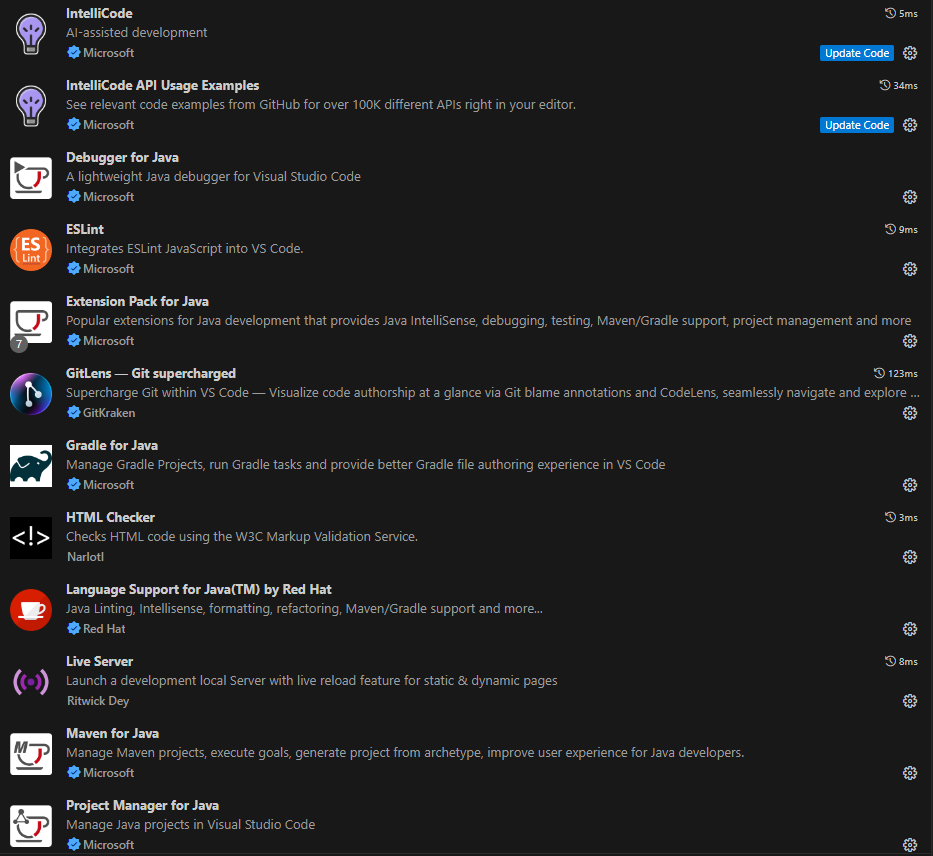 IntelliCode
5ms
AI-assisted development
Microsoft
Update Code
IntelliCode API Usage Examples
34ms
See relevant code examples from GitHub for over 100K different APIs right in your editor.
Microsoft
Update Code
Debugger for Java
A lightweight Java debugger for Visual Studio Code
Microsoft
ES
Lint
ESLint
9ms
Integrates ESLint JavaScript into VS Code.
Microsoft
Extension Pack for Java
Popular extensions for Java development that provides Java IntelliSense, debugging, testing, Maven/Gradle support, project management and more
7
Microsoft
GitLens — Git supercharged
123ms
Supercharge Git within VS Code — Visualize code authorship at a glance via Git blame annotations and CodeLens, seamlessly navigate and explore ...
GitKraken
Gradle for Java
Manage Gradle Projects, run Gradle tasks and provide better Gradle file authoring experience in VS Code
Microsoft
<!>
HTML Checker
3ms
Checks HTML code using the W3C Markup Validation Service.
Narlotl
Language Support for Java(TM) by Red Hat
Java Linting, Intellisense, formatting, refactoring, Maven/Gradle support and more...
Red Hat
Live Server
8ms
Launch a development local Server with live reload feature for static & dynamic pages
Ritwick Dey
M
Maven for Java
Manage Maven projects, execute goals, generate project from archetype, improve user experience for Java developers.
Microsoft
Project Manager for Java
Manage Java projects in Visual Studio Code
Microsoft